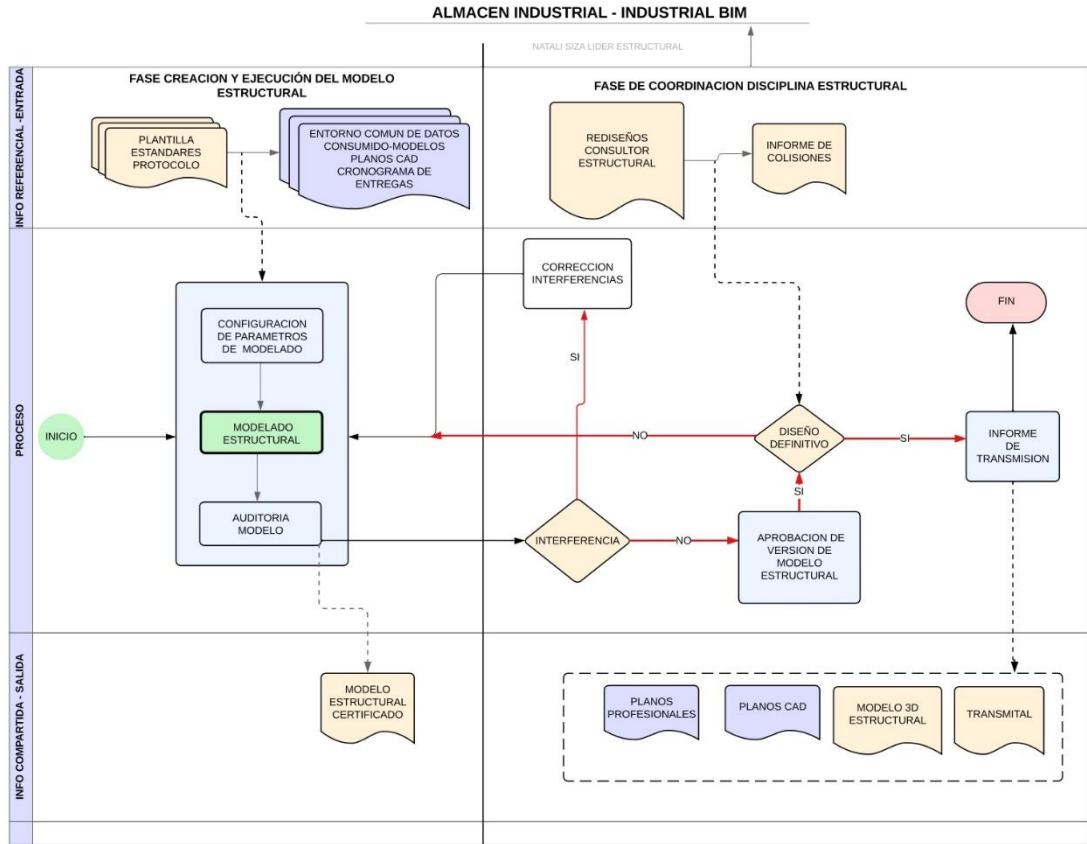 ALMACEN INDUSTRIAL - INDUSTRIAL BIM
NATALI SIZA LIDER ESTRUCTURAL
INFO REFERENCIAL -ENTRADA
FASE CREACION Y EJECUCIÓN DEL MODELO
ESTRUCTURAL
FASE DE COORDINACION DISCIPLINA ESTRUCTURAL
PLANTILLA
ESTANDARES
PROTOCOLO
ENTORNO COMUN DE DATOS
CONSUMIDO-MODELOS
PLANOS CAD
CRONOGRAMA DE
ENTREGAS
REDISEÑOS
CONSULTOR
ESTRUCTURAL
INFORME DE
COLISIONES
PROCESO
INICIO
CONFIGURACION
DE PARAMETROS
DE MODELADO
MODELADO
ESTRUCTURAL
AUDITORIA
MODELO
CORRECCION
INTERFERENCIAS
SI
INTERFERENCIA
NO
APROBACION DE
VERSION DE
MODELO
ESTRUCTURAL
SI
DISEÑO
DEFINITIVO
NO
SI
INFORME
DE
TRANSMISION
FIN
INFO COMPARTIDA - SALIDA
MODELO
ESTRUCTURAL
CERTIFICADO
PLANOS
PROFESIONALES
PLANOS CAD
MODELO 3D
ESTRUCTURAL
TRANSMITAL